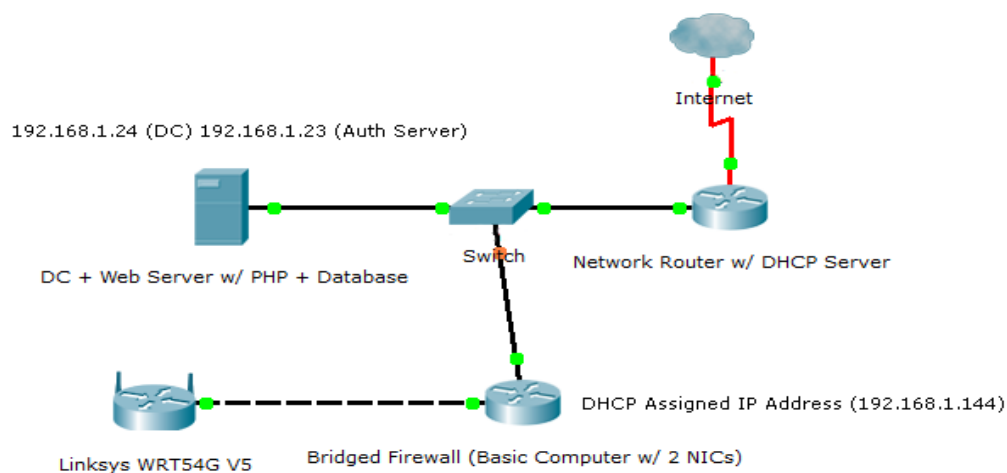 Internet
192.168.1.24 (DC) 192.168.1.23 (Auth Server)
Switch
Network Router w/ DHCP Server
DC + Web Server w/ PHP + Database
DHCP Assigned IP Address (192.168.1.144)
Linksys WRT54G V5
Bridged Firewall (Basic Computer w/ 2 NICs)